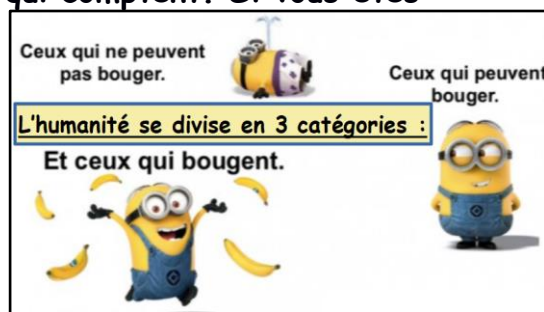 Ceux qui ne peuvent
pas bouger.
Ceux qui peuvent
bouger.
L'humanité se divise en 3 catégories :
Et ceux qui bougent.